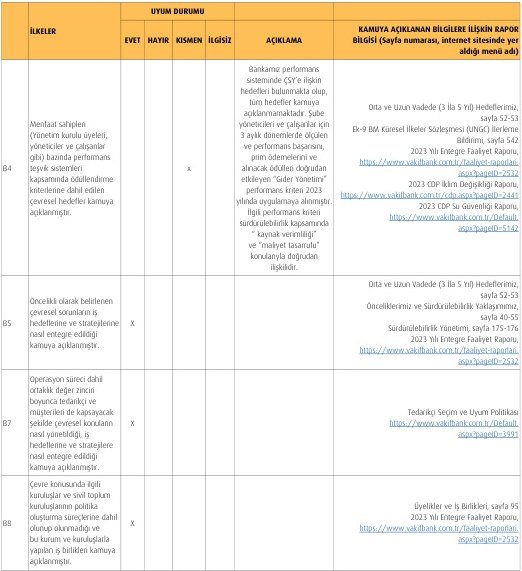 UYUM DURUMU
İLKELER
EVET HAYIR KISMEN İLGİSİZ
AÇIKLAMA
KAMUYA AÇIKLANAN BİLGİLERE İLİŞKİN RAPOR
BİLGİSİ (Sayfa numarası, internet sitesinde yer
aldığı menü adı)
B4
Menfaat sahipleri
(Yönetim kurulu üyeleri,
yöneticiler ve çalışanlar
gibi) bazında performans
teşvik sistemleri
kapsamında ödüllendirme
kriterlerine dahil edilen
çevresel hedefler kamuya
açıklanmıştır.
x
Bankamız performans
sisteminde ÇSY’e ilişkin
hedefleri bulunmakta olup,
tüm hedefler kamuya
açıklanmamaktadır. Şube
yöneticileri ve çalışanlar için
3 aylık dönemlerde ölçülen
ve performans başarısını,
prim ödemelerini ve
alınacak ödülleri doğrudan
etkileyen “Gider Yönetimi”
performans kriteri 2023
yılında uygulamaya alınmıştır.
İlgili performans kriteri
sürdürülebilirlik kapsamında
“ kaynak verimliliği”
ve “maliyet tasarrufu”
konularıyla doğrudan
ilişkilidir.
Orta ve Uzun Vadede (3 İla 5 Yıl) Hedeflerimiz,
sayfa 52-53
Ek-9 BM Küresel İlkeler Sözleşmesi (UNGC) İlerleme
Bildirimi, sayfa 542
2023 Yılı Entegre Faaliyet Raporu,
https://www.vakifbank.com.tr/faaliyet-raporlari.
aspx?pageID=2532
2023 CDP İklim Değişikliği Raporu,
https://www.vakifbank.com.tr/cdp.aspx?pageID=2441
2023 CDP Su Güvenliği Raporu,
https://www.vakifbank.com.tr/Default.
aspx?pageID=5142
B5
Öncelikli olarak belirlenen
çevresel sorunların iş
hedeflerine ve stratejilerine
nasıl entegre edildiği
kamuya açıklanmıştır.
X
Orta ve Uzun Vadede (3 İla 5 Yıl) Hedeflerimiz,
sayfa 52-53
Önceliklerimiz ve Sürdürülebilirlik Yaklaşımımız,
sayfa 40-55
Sürdürülebilirlik Yönetimi, sayfa 175-176
2023 Yılı Entegre Faaliyet Raporu,
https://www.vakifbank.com.tr/faaliyet-raporlari.
aspx?pageID=2532
B7
Operasyon süreci dahil
ortaklık değer zinciri
boyunca tedarikçi ve
müşterileri de kapsayacak
şekilde çevresel konuların
nasıl yönetildiği, iş
hedeflerine ve stratejilere
nasıl entegre edildiği
kamuya açıklanmıştır.
X
Tedarikçi Seçim ve Uyum Politikası
https://www.vakifbank.com.tr/Default.
aspx?pageID=3991
B8
Çevre konusunda ilgili
kuruluşlar ve sivil toplum
kuruluşlarının politika
oluşturma süreçlerine dahil
olunup olunmadığı ve
bu kurum ve kuruluşlarla
yapılan iş birlikleri kamuya
açıklanmıştır.
X
Üyelikler ve İş Birlikleri, sayfa 95
2023 Yılı Entegre Faaliyet Raporu,
https://www.vakifbank.com.tr/faaliyet-raporlari.
aspx?pageID=2532